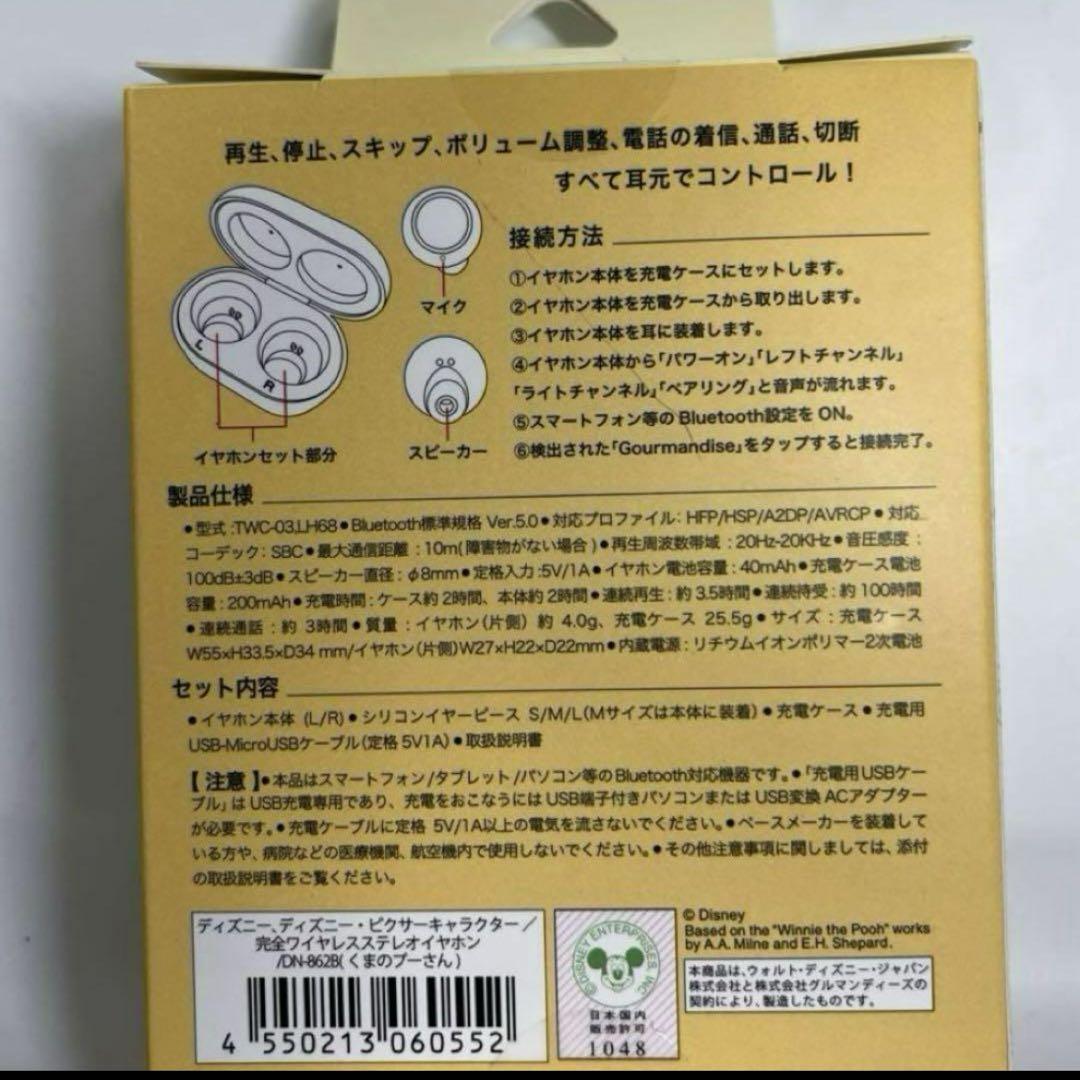 再生、停止、スキップ、ボリューム調整、電話の着信、通話、切断
すべて耳元でコントロール！
L
R
イヤホンセット部分
マイク
スピーカー
接続方法
①イヤホン本体を充電ケースにセットします。
②イヤホン本体を充電ケースから取り出します。
③イヤホン本体を耳に装着します。
④イヤホン本体から「パワーオン」「レフトチャンネル」
「ライトチャンネル」「ペアリング」と音声が流れます。
⑤スマートフォン等の Bluetooth設定を ON。
⑥検出された「Gourmandise」をタップすると接続完了。
製品仕様
●型式 :TWC-03,LH68●Bluetooth標準規格 Ver.5.0●対応プロファイル: HFP/HSP/A2DP/AVRCP●対応
コーデック: SBC●最大通信距離 : 10m(障害物がない場合)●再生周波数帯域 : 20Hz-20KHz●音圧感度 :
100dB±3dB●スピーカー直径 : φ8mm●定格入力 :5V/1A●イヤホン電池容量 : 40mAh●充電ケース電池
容量 : 200mAh●充電時間 : ケース約 2時間、本体約 2時間●連続再生 : 約 3.5時間●連続待受 : 約 100時間
●連続通話 : 約 3時間●質量 : イヤホン(片側) 約 4.0g、充電ケース 25.5g●サイズ : 充電ケース
W55×H33.5×D34 mm/イヤホン(片側)W27×H22×D22mm●内蔵電源 : リチウムイオンポリマー2次電池
セット内容
●イヤホン本体 (L/R)●シリコンイヤーピース S/M/L(Mサイズは本体に装着)●充電ケース●充電用
USB-MicroUSBケーブル(定格 5V1A)●取扱説明書
【 注意 】●本品はスマートフォン/タブレット/パソコン等のBluetooth対応機器です。●「充電用USBケー
ブル」は USB充電専用であり、充電をおこなうには USB端子付きパソコンまたは USB変換 ACアダプター
が必要です。●充電ケーブルに定格 5V/1A以上の電気を流さないでください。●ペースメーカーを装着して
いる方や、病院などの医療機関、航空機内で使用しないでください。●その他注意事項に関しましては、添付
の取扱説明書をご覧ください。
ディズニー、ディズニー・ピクサーキャラクター／
完全ワイヤレスステレオイヤホン
/DN-862B(くまのプーさん)
4 550213 060552
©DISNEY ENTERPRISES, INC.
日本国内
販売許可
1048
© Disney
Based on the "Winnie the Pooh" works
by A.A. Milne and E.H. Shepard.
本商品は、ウォルト・ディズニー・ジャパン
株式会社と株式会社グルマンディーズの
契約により、製造したものです。